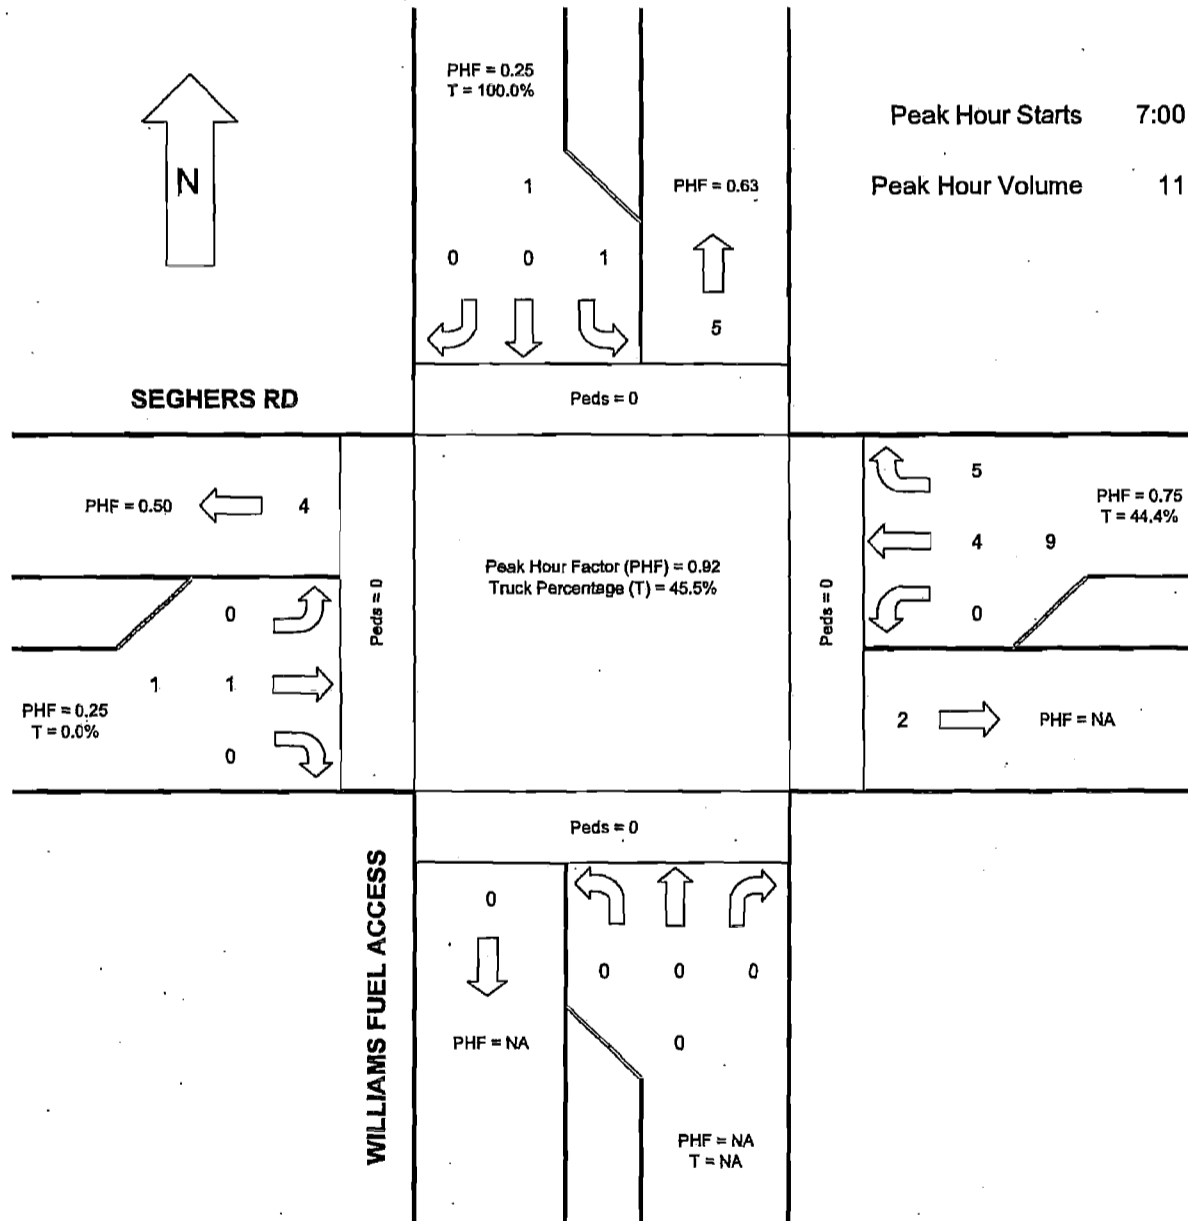 PHF = 0.25
T = 100.0%
Peak Hour Starts 7:00
N
1
PHF = 0.63
Peak Hour Volume 11
0 0 1
5
SEGHERS RD
Peds = 0
5
PHF = 0.50
4
PHF = 0.75
T = 44.4%
4 9
Peak Hour Factor (PHF) = 0.92
Truck Percentage (T) = 45.5%
Peds = 0
Peds = 0
0
0
1 1
PHF = 0.25
T = 0.0%
2
PHF = NA
0
Peds = 0
WILLIAMS FUEL ACCESS
0
0 0 0
PHF = NA
0
PHF = NA
T = NA